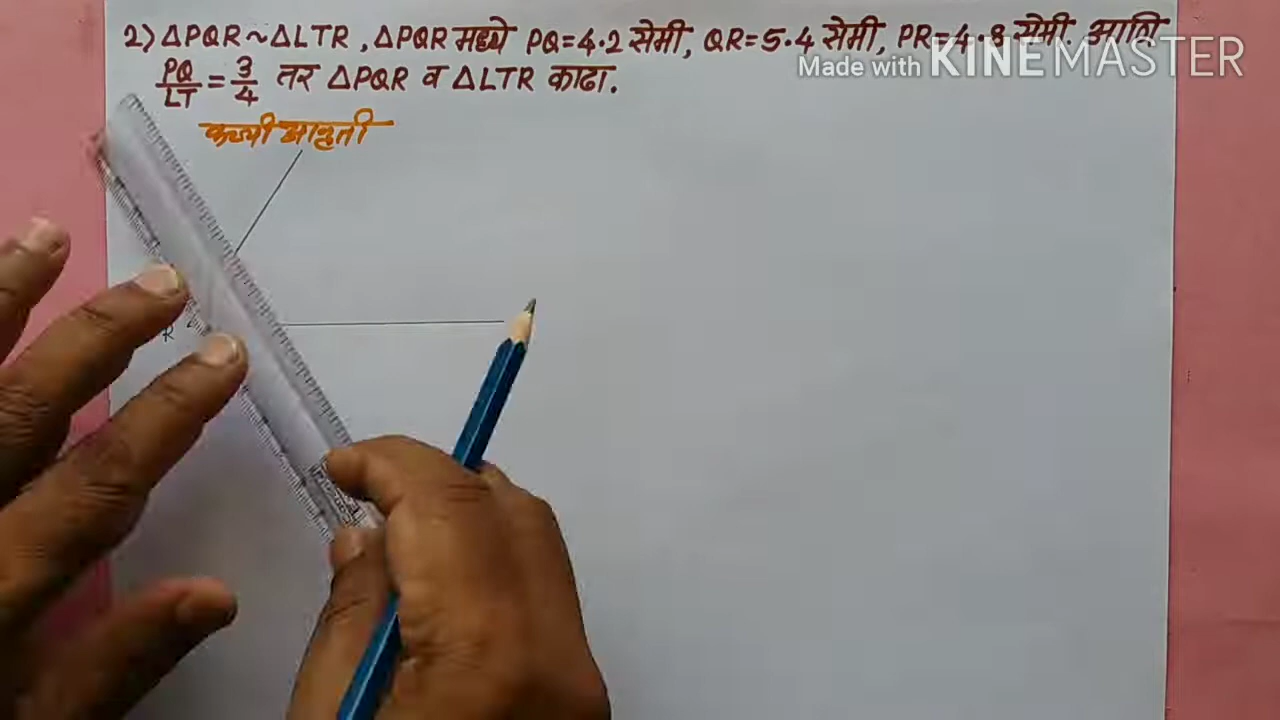 2) ΔPQR ~ ΔLTR , ΔPQR मध्ये PQ = 4.2 सेमी, QR = 5.4 सेमी, PR = 4.8 सेमी. आणि
PQ/LT = 3/4 तर ΔPQR व ΔLTR काढा.
Made with KINEMASTER
कच्ची आकृती
R